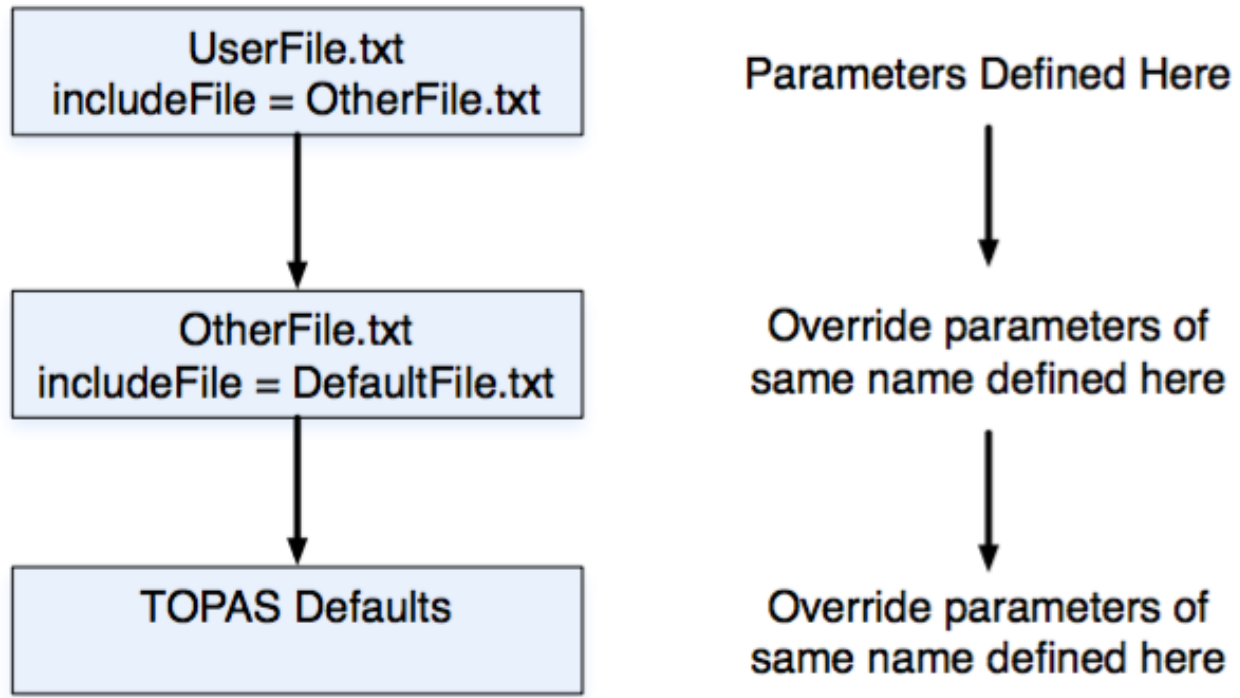 UserFile.txt
includeFile = OtherFile.txt
Parameters Defined Here
OtherFile.txt
includeFile = DefaultFile.txt
Override parameters of
same name defined here
TOPAS Defaults
Override parameters of
same name defined here